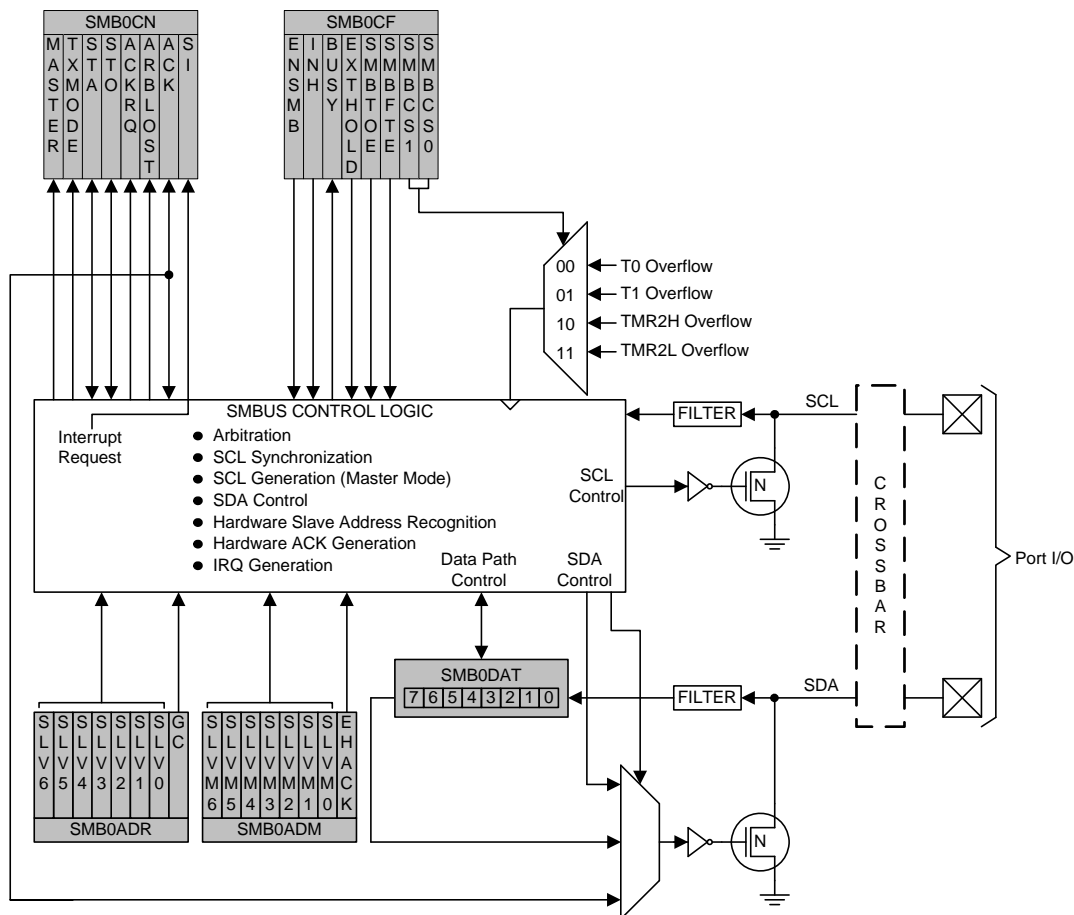 SMB0CN
MASTER
TXMODE
STA
STO
ACKRQ
ARBLOST
ACK
SI
SMB0CF
ENSMB
INH
BUSY
EXTHOLD
SMBTOE
SMBFTE
SMBCS1
SMBCS0
00
01
10
11
T0 Overflow
T1 Overflow
TMR2H Overflow
TMR2L Overflow
SMBUS CONTROL LOGIC
Interrupt
Request
● Arbitration
● SCL Synchronization
● SCL Generation (Master Mode)
● SDA Control
● Hardware Slave Address Recognition
● Hardware ACK Generation
● IRQ Generation
Data Path
Control
SDA
Control
SCL
Control
FILTER
SCL
N
CROSSBAR
Port I/O
SMB0DAT
7 6 5 4 3 2 1 0
FILTER
SDA
N
SLV6
SLV5
SLV4
SLV3
SLV2
SLV1
SLV0
GC
SMB0ADR
SLVM6
SLVM5
SLVM4
SLVM3
SLVM2
SLVM1
SLVM0
EHACK
SMB0ADM